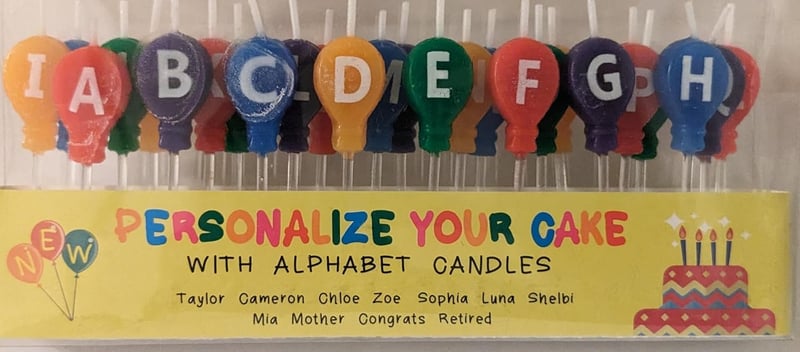 I A B C L D M E N F G P H
NEW
PERSONALIZE YOUR CAKE
WITH ALPHABET CANDLES
Taylor Cameron Chloe Zoe Sophia Luna Shelbi
Mia Mother Congrats Retired